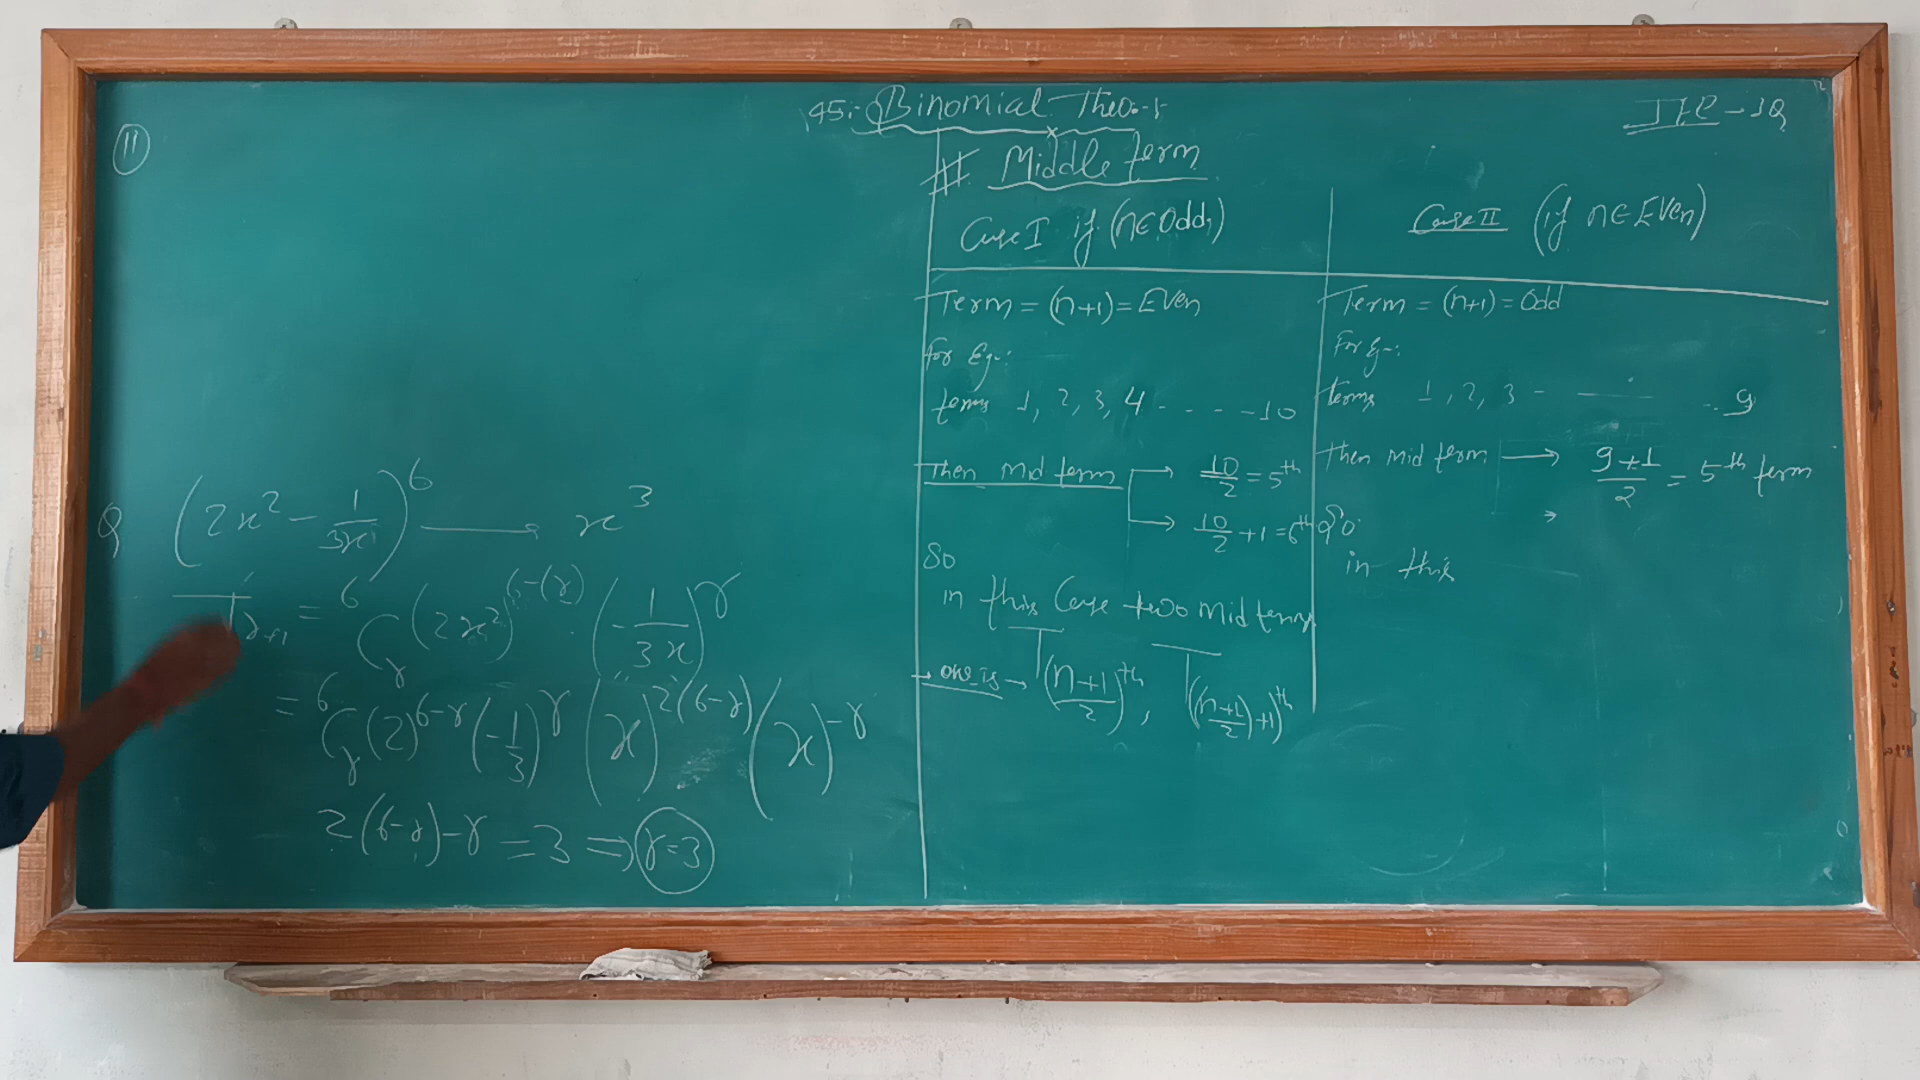 11
45:- Binomial Theo
# Middle term
Case I if (n∈Odd)
Term = (n+1) = Even
For Eg-:
terms 1, 2, 3, 4 - - - - 10
Then mid term → 10/2 = 5th
→ 10/2 + 1 = 6th
So
in this Case two mid terms
→ one is → T((n+1)/2)th , T((n+1)/2)+1)th
Case II (if n∈Even)
Term = (n+1) = Odd
For Eg-:
terms 1, 2, 3 - — - 9
Then mid term → (9+1)/2 = 5th term
in this
Q (2x² - 1/3x)^6 → x³
T r+1 = 6Cr (2x²)^6-(r) . (-1/3x)^r
= 6Cr (2)^6-r (-1/3)^r (x)^2(6-r) (x)^-r
2(6-r)-r = 3 ⇒ r=3